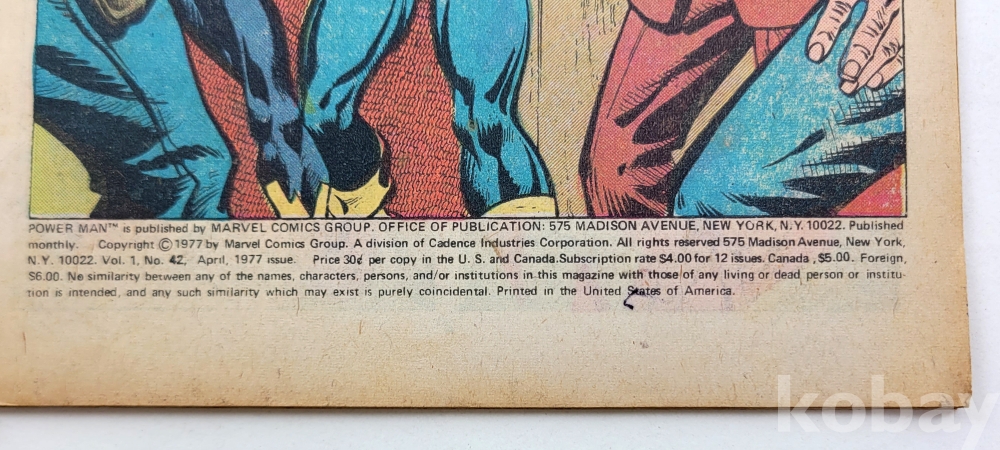 POWER MAN™ is published by MARVEL COMICS GROUP. OFFICE OF PUBLICATION: 575 MADISON AVENUE, NEW YORK, N.Y. 10022. Published
monthly. Copyright © 1977 by Marvel Comics Group. A division of Cadence Industries Corporation. All rights reserved 575 Madison Avenue, New York,
N.Y. 10022. Vol. 1, No. 42, April, 1977 issue. Price 30¢ per copy in the U. S. and Canada. Subscription rate $4.00 for 12 issues. Canada , $5.00. Foreign,
$6.00. No similarity between any of the names, characters, persons, and/or institutions in this magazine with those of any living or dead person or institu-
tion is intended, and any such similarity which may exist is purely coincidental. Printed in the United States of America.
kobay